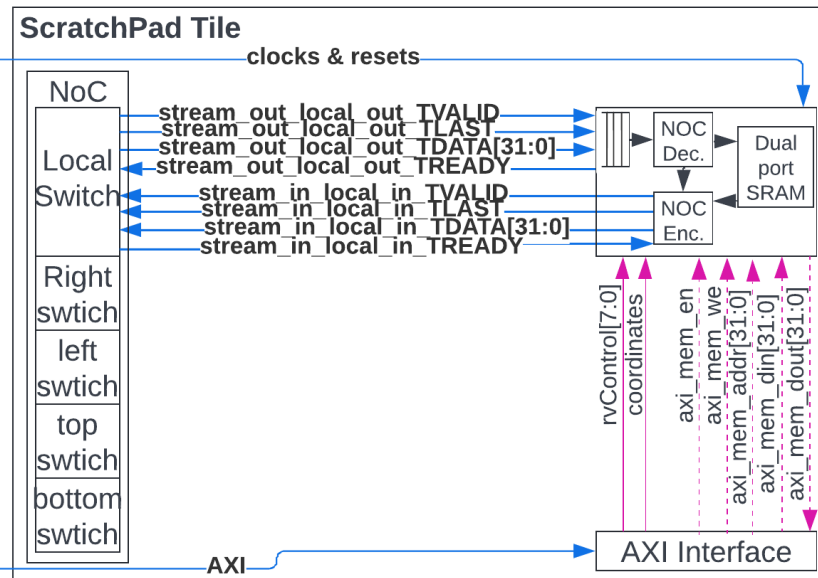 ScratchPad Tile
clocks & resets
NoC
Local
Switch
Right
swtich
left
swtich
top
swtich
bottom
swtich
stream_out_local_out_TVALID
stream_out_local_out_TLAST
stream_out_local_out_TDATA[31:0]
stream_out_local_out_TREADY
stream_in_local_in_TVALID
stream_in_local_in_TLAST
stream_in_local_in_TDATA[31:0]
stream_in_local_in_TREADY
NOC
Dec.
NOC
Enc.
Dual
port
SRAM
rvControl[7:0]
coordinates
axi_mem_en
axi_mem_we
axi_mem_addr[31:0]
axi_mem_din[31:0]
axi_mem_dout[31:0]
AXI
AXI Interface